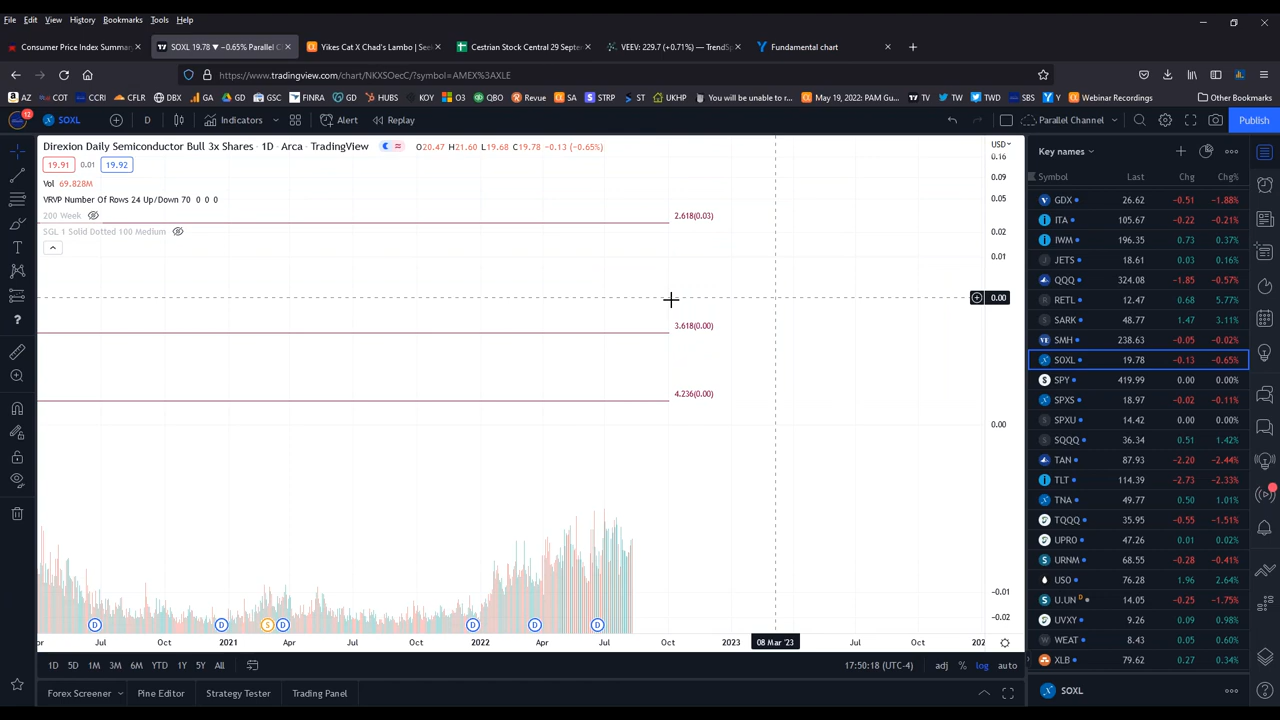 File Edit View History Bookmarks Tools Help
Consumer Price Index Summar × SOXL 19.78 ▼ −0.65% Parallel C × Yikes Cat X Chad's Lambo | Seek × Cestrian Stock Central 29 Septem × VEEV: 229.7 (+0.71%) — TrendSp × Fundamental chart ×
https://www.tradingview.com/chart/NKXSOecC/?symbol=AMEX%3AXLE
AZ COT CCRI CFLR DBX GA GD GSC FINRA GD HUBS KOY O3 QBO Revue SA STRP ST UKHP You will be unable to r... May 19, 2022: PAM Gu... TV TW TWD SBS Y Webinar Recordings Other Bookmarks
12 SOXL D Indicators Alert Replay Parallel Channel Publish
Direxion Daily Semiconductor Bull 3x Shares · 1D · Arca · TradingView O20.47 H21.60 L19.68 C19.78 −0.13 (−0.65%)
19.91 0.01 19.92
Vol 69.828M
VRVP Number Of Rows 24 Up/Down 70 0 0 0
200 Week
SGL 1 Solid Dotted 100 Medium
2.618(0.03)
3.618(0.00)
4.236(0.00)
USD
0.16
0.09
0.05
0.02
0.01
0.00
0.00
−0.01
−0.02
D D S D D D D
Jul Oct 2021 Apr Jul Oct 2022 Apr Jul Oct 2023 08 Mar '23 Jul Oct
1D 5D 1M 3M 6M YTD 1Y 5Y All 17:50:18 (UTC-4) adj % log auto
Forex Screener Pine Editor Strategy Tester Trading Panel
Key names
Symbol Last Chg Chg%
GDX 26.62 −0.51 −1.88%
ITA 105.67 −0.22 −0.21%
IWM 196.35 0.73 0.37%
JETS 18.61 0.03 0.16%
QQQ 324.08 −1.85 −0.57%
RETL 12.47 0.68 5.77%
SARK 48.77 1.47 3.11%
SMH 238.63 −0.05 −0.02%
SOXL 19.78 −0.13 −0.65%
SPY 419.99 0.00 0.00%
SPXS 18.97 −0.02 −0.11%
SPXU 14.42 0.00 0.00%
SQQQ 36.34 0.51 1.42%
TAN 87.93 −2.20 −2.44%
TLT 114.39 −2.73 −2.33%
TNA 49.77 0.50 1.01%
TQQQ 35.95 −0.55 −1.51%
UPRO 47.26 0.01 0.02%
URNM 68.55 −0.28 −0.41%
USO 76.28 1.96 2.64%
U.UN D 14.05 −0.25 −1.75%
UVXY 9.26 0.09 0.98%
WEAT 8.43 0.05 0.60%
XLB 79.62 0.27 0.34%
SOXL